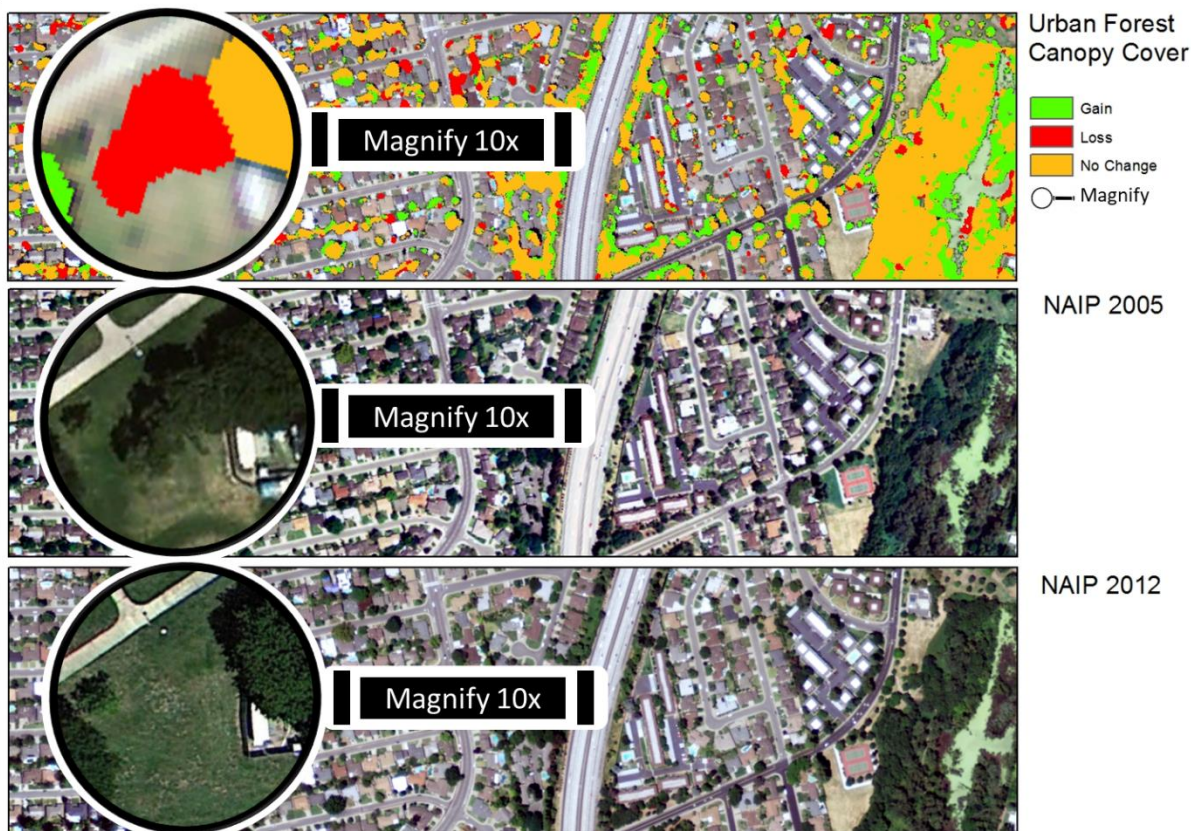 Urban Forest
Canopy Cover
Gain
Loss
No Change
Magnify
Magnify 10x
NAIP 2005
Magnify 10x
NAIP 2012
Magnify 10x